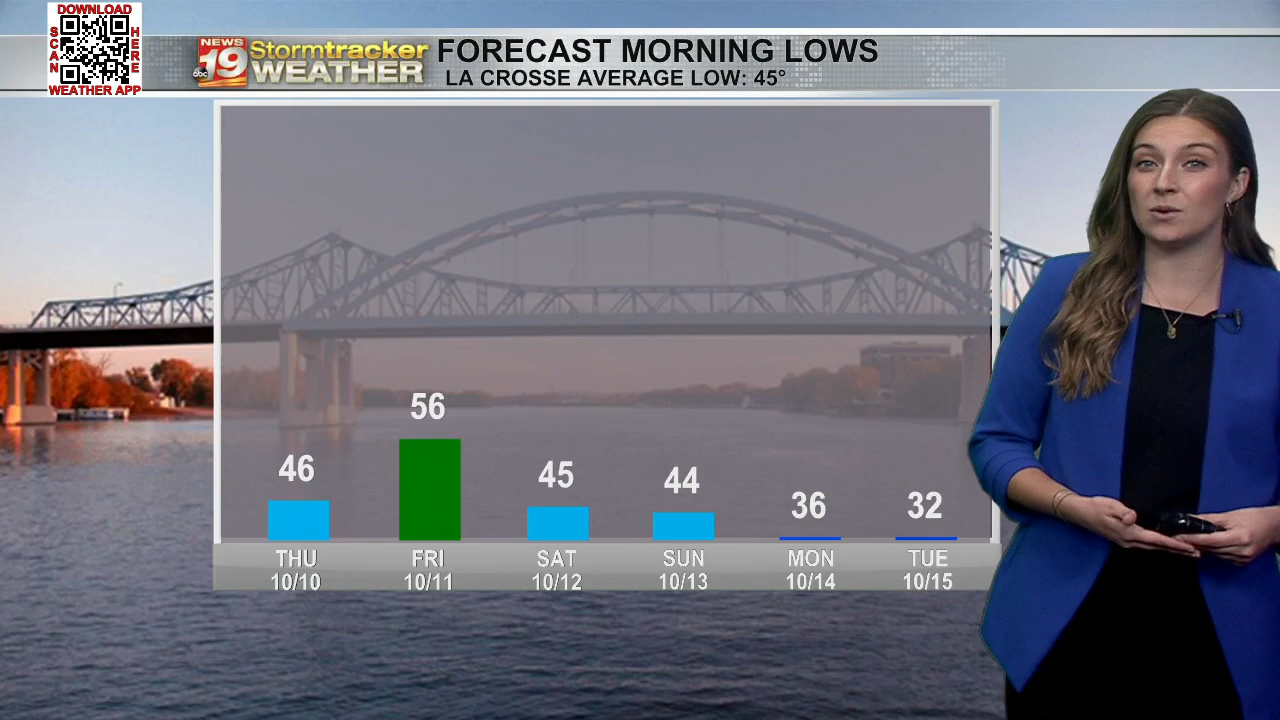 DOWNLOAD
SCAN
HERE
WEATHER APP
NEWS
abc 19
Stormtracker
WEATHER
FORECAST MORNING LOWS
LA CROSSE AVERAGE LOW: 45°
46 56 45 44 36 32
THU FRI SAT SUN MON TUE
10/10 10/11 10/12 10/13 10/14 10/15